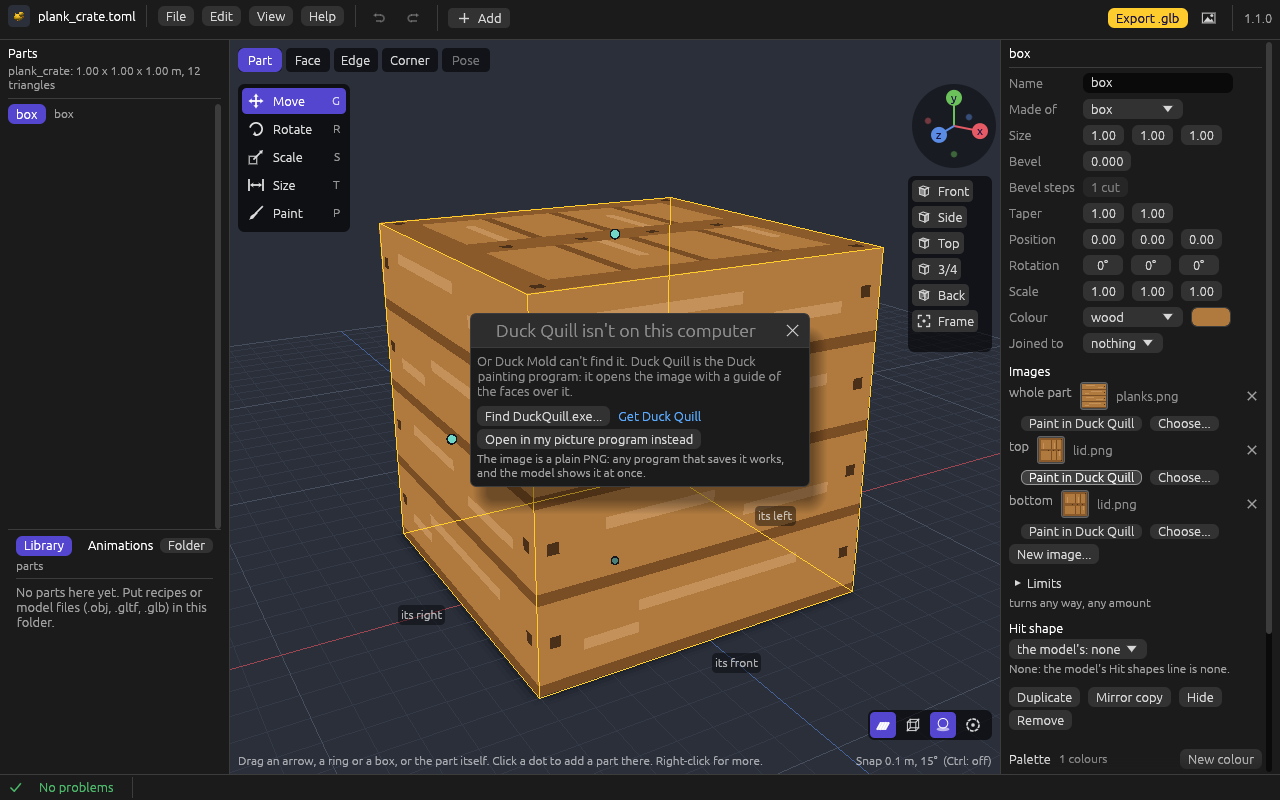 plank_crate.toml
File
Edit
View
Help
Add
Export .glb
1.1.0
Parts
plank_crate: 1.00 x 1.00 x 1.00 m, 12
triangles
box box
Library
Animations
Folder
parts
No parts here yet. Put recipes or
model files (.obj, .gltf, .glb) in this
folder.
Part
Face
Edge
Corner
Pose
Move G
Rotate R
Scale S
Size T
Paint P
y
x
z
Front
Side
Top
3/4
Back
Frame
Duck Quill isn't on this computer
Or Duck Mold can't find it. Duck Quill is the Duck
painting program: it opens the image with a guide of
the faces over it.
Find DuckQuill.exe...
Get Duck Quill
Open in my picture program instead
The image is a plain PNG: any program that saves it works,
and the model shows it at once.
its left
its right
its front
Drag an arrow, a ring or a box, or the part itself. Click a dot to add a part there. Right-click for more.
Snap 0.1 m, 15° (Ctrl: off)
box
Name box
Made of box
Size 1.00 1.00 1.00
Bevel 0.000
Bevel steps 1 cut
Taper 1.00 1.00
Position 0.00 0.00 0.00
Rotation 0° 0° 0°
Scale 1.00 1.00 1.00
Colour wood
Joined to nothing
Images
whole part planks.png
Paint in Duck Quill Choose...
top lid.png
Paint in Duck Quill Choose...
bottom lid.png
Paint in Duck Quill Choose...
New image...
Limits
turns any way, any amount
Hit shape
the model's: none
None: the model's Hit shapes line is none.
Duplicate Mirror copy Hide
Remove
Palette 1 colours New colour
No problems